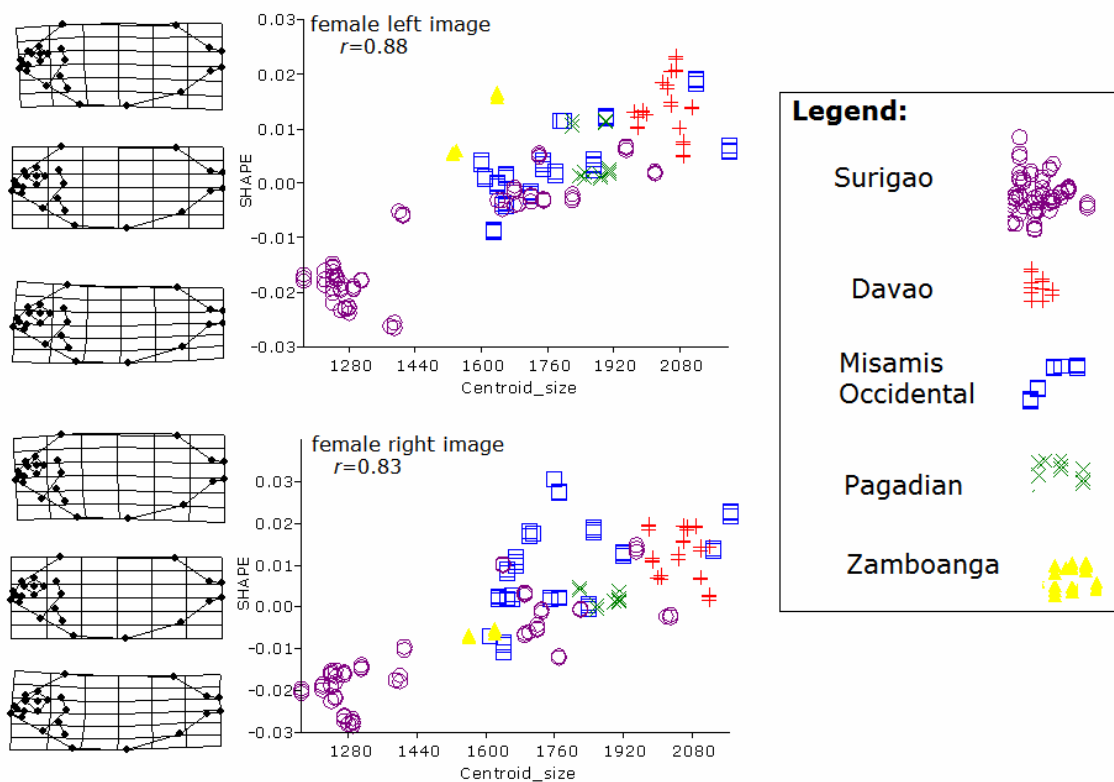 female left image
r=0.88
0.03
0.02
0.01
0.00
-0.01
-0.02
-0.03
SHAPE
1280 1440 1600 1760 1920 2080
Centroid_size
female right image
r=0.83
0.03
0.02
0.01
0.00
-0.01
-0.02
-0.03
SHAPE
1280 1440 1600 1760 1920 2080
Centroid_size
Legend:
Surigao
Davao
Misamis
Occidental
Pagadian
Zamboanga